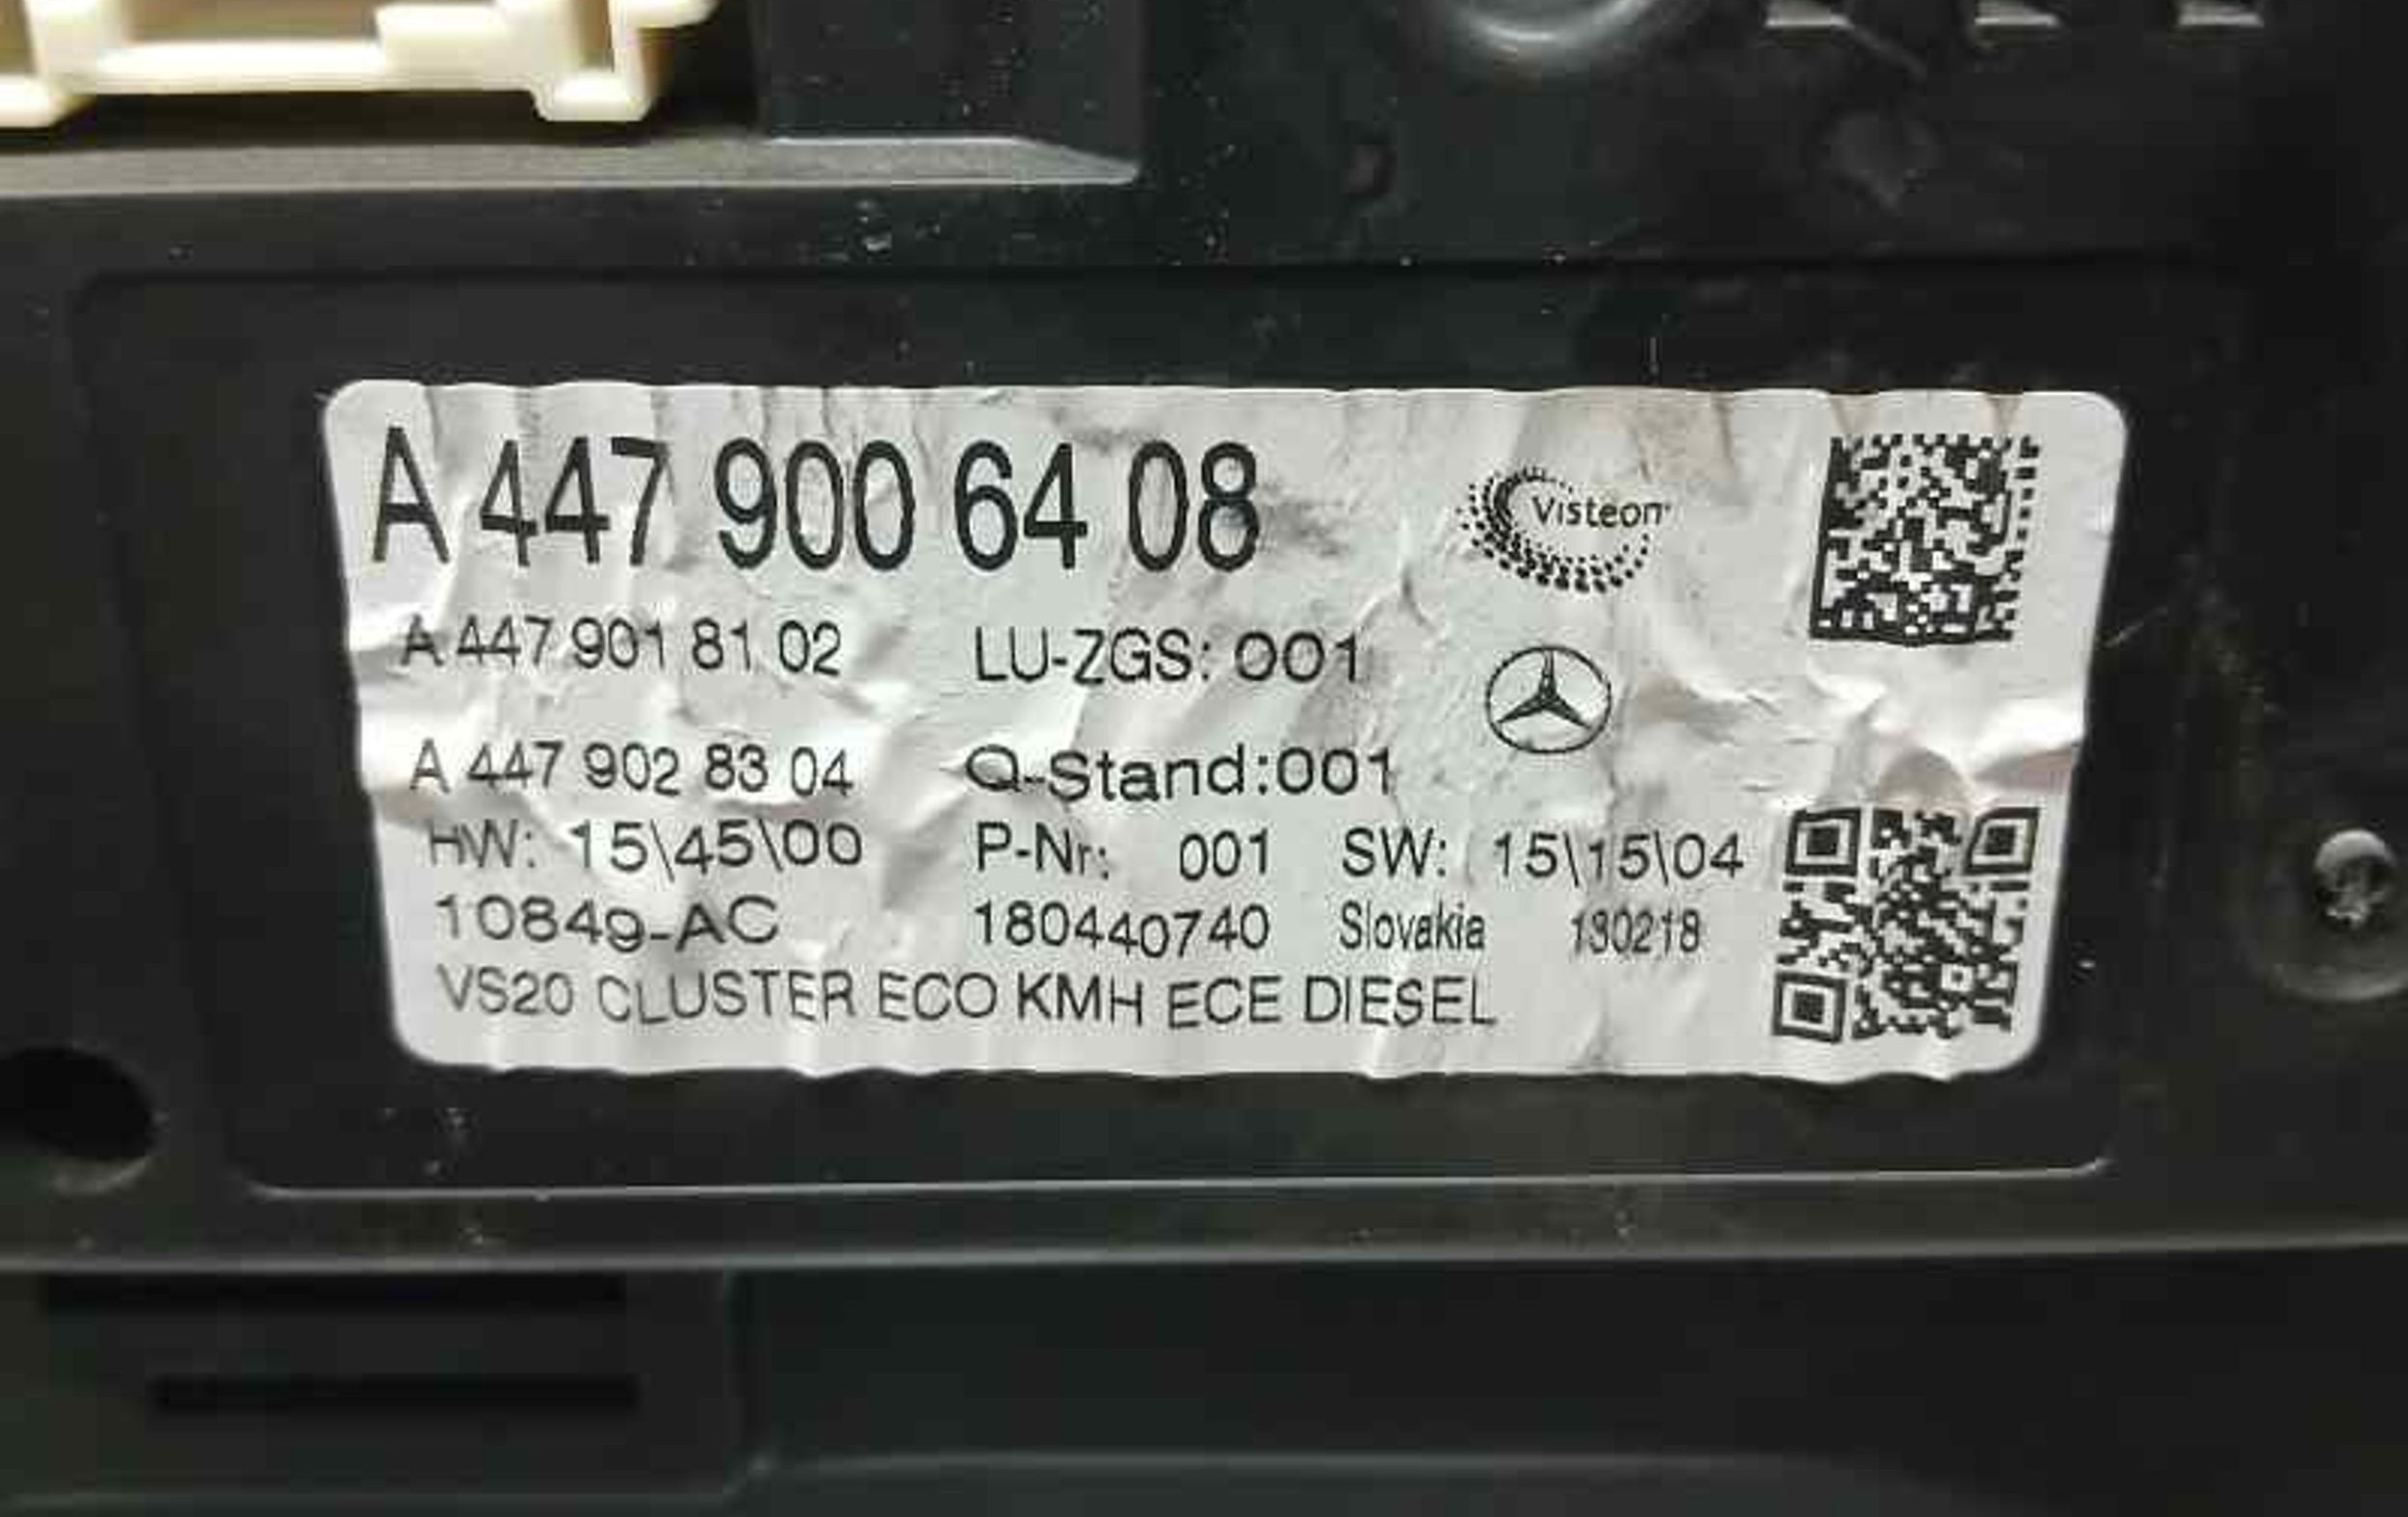 A 447 900 64 08
Visteon
A 447 901 81 02 LU-ZGS: 001
A 447 902 83 04 Q-Stand:001
HW: 15\45\00 P-Nr: 001 SW: 15\15\04
10849-AC 180440740 Slovakia 130218
VS20 CLUSTER ECO KMH ECE DIESEL